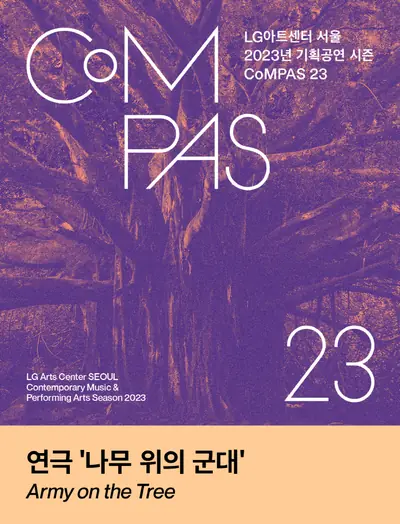 CoM
PAS
LG아트센터 서울
2023년 기획공연 시즌
CoMPAS 23
23
LG Arts Center SEOUL
Contemporary Music &
Performing Arts Season 2023
연극 '나무 위의 군대'
Army on the Tree